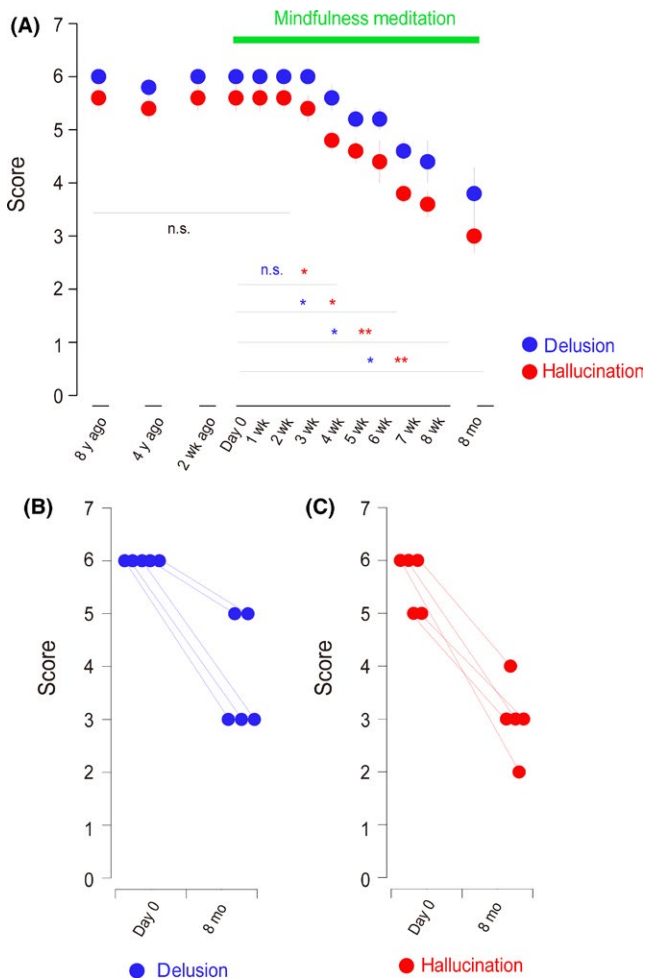 (A)
Mindfulness meditation
7
6
5
4
3
2
1
0
Score
n.s.
n.s. *
* *
* **
* **
Delusion
Hallucination
8 y ago
4 y ago
2 wk ago
Day 0
1 wk
2 wk
3 wk
4 wk
5 wk
6 wk
7 wk
8 wk
8 mo
(B)
7
6
5
4
3
2
1
0
Score
Day 0
8 mo
Delusion
(C)
7
6
5
4
3
2
1
0
Score
Day 0
8 mo
Hallucination